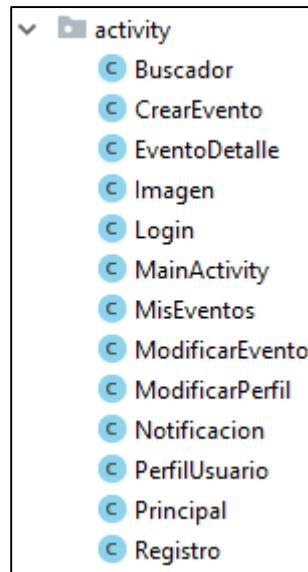 activity
C Buscador
C CrearEvento
C EventoDetalle
C Imagen
C Login
C MainActivity
C MisEventos
C ModificarEvento
C ModificarPerfil
C Notificacion
C PerfilUsuario
C Principal
C Registro